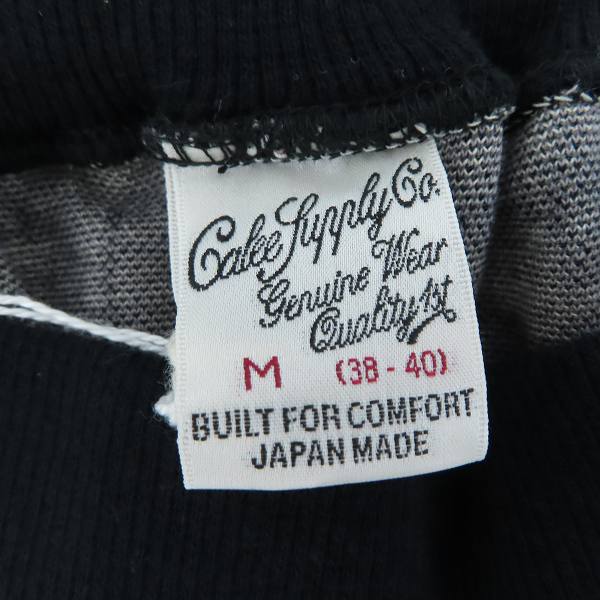 Calee Supply Co.
Genuine Wear
Quality 1st
M (38 - 40)
BUILT FOR COMFORT
JAPAN MADE